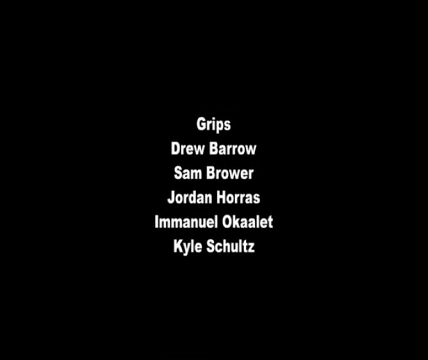 Grips
Drew Barrow
Sam Brower
Jordan Horras
Immanuel Okaalet
Kyle Schultz